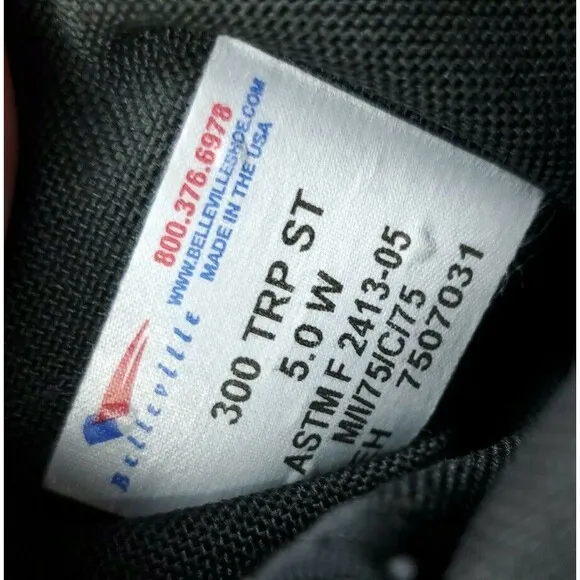 Belleville
800.376.6978
WWW.BELLEVILLESHOE.COM
MADE IN THE USA
300 TRP ST
5.0 W
ASTM F 2413-05
M/I/75/C/75
EH 7507031